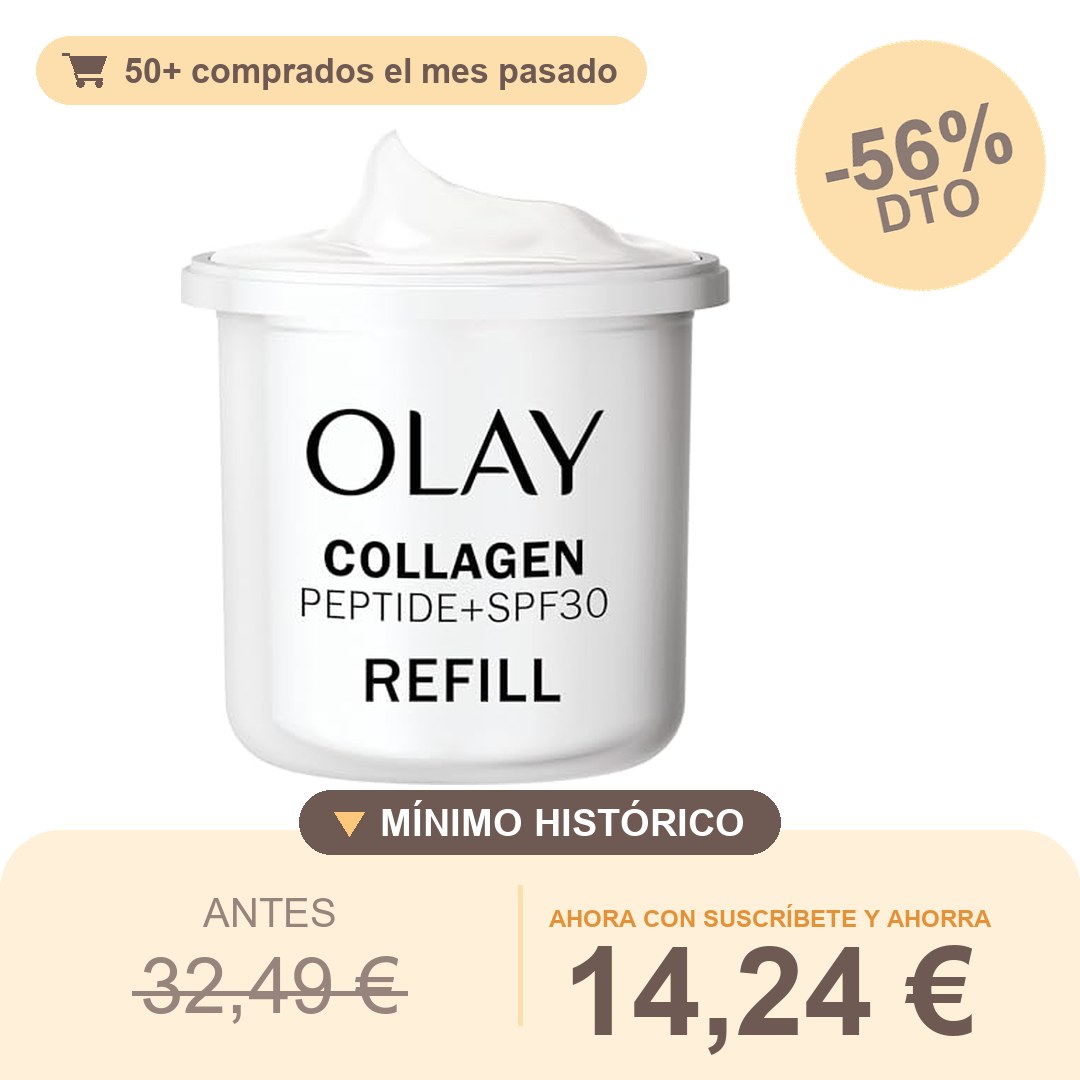 50+ comprados el mes pasado
-56%
DTO
OLAY
COLLAGEN
PEPTIDE+SPF30
REFILL
MÍNIMO HISTÓRICO
ANTES
32,49 €
AHORA CON SUSCRÍBETE Y AHORRA
14,24 €